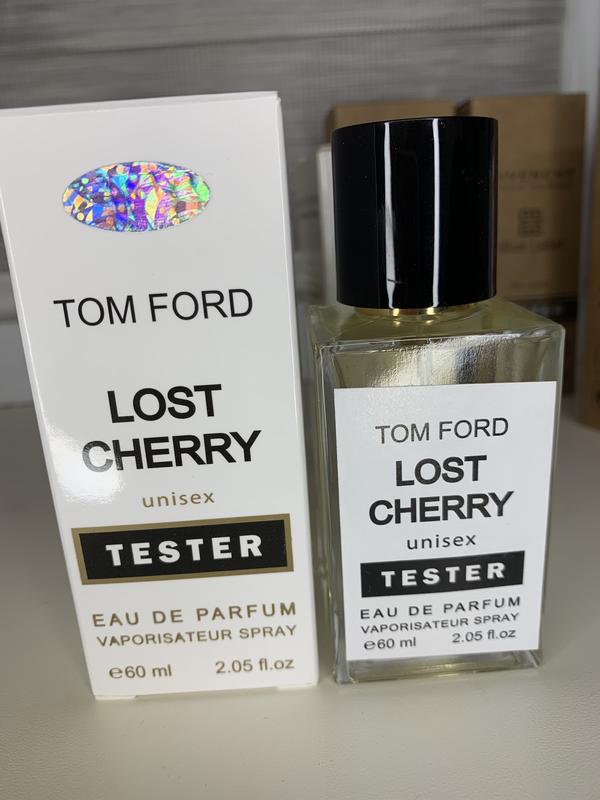 TOM FORD
LOST
CHERRY
unisex
TESTER
EAU DE PARFUM
VAPORISATEUR SPRAY
℮60 ml 2.05 fl.oz
TOM FORD
LOST
CHERRY
unisex
TESTER
EAU DE PARFUM
VAPORISATEUR SPRAY
℮60 ml 2.05 fl.oz